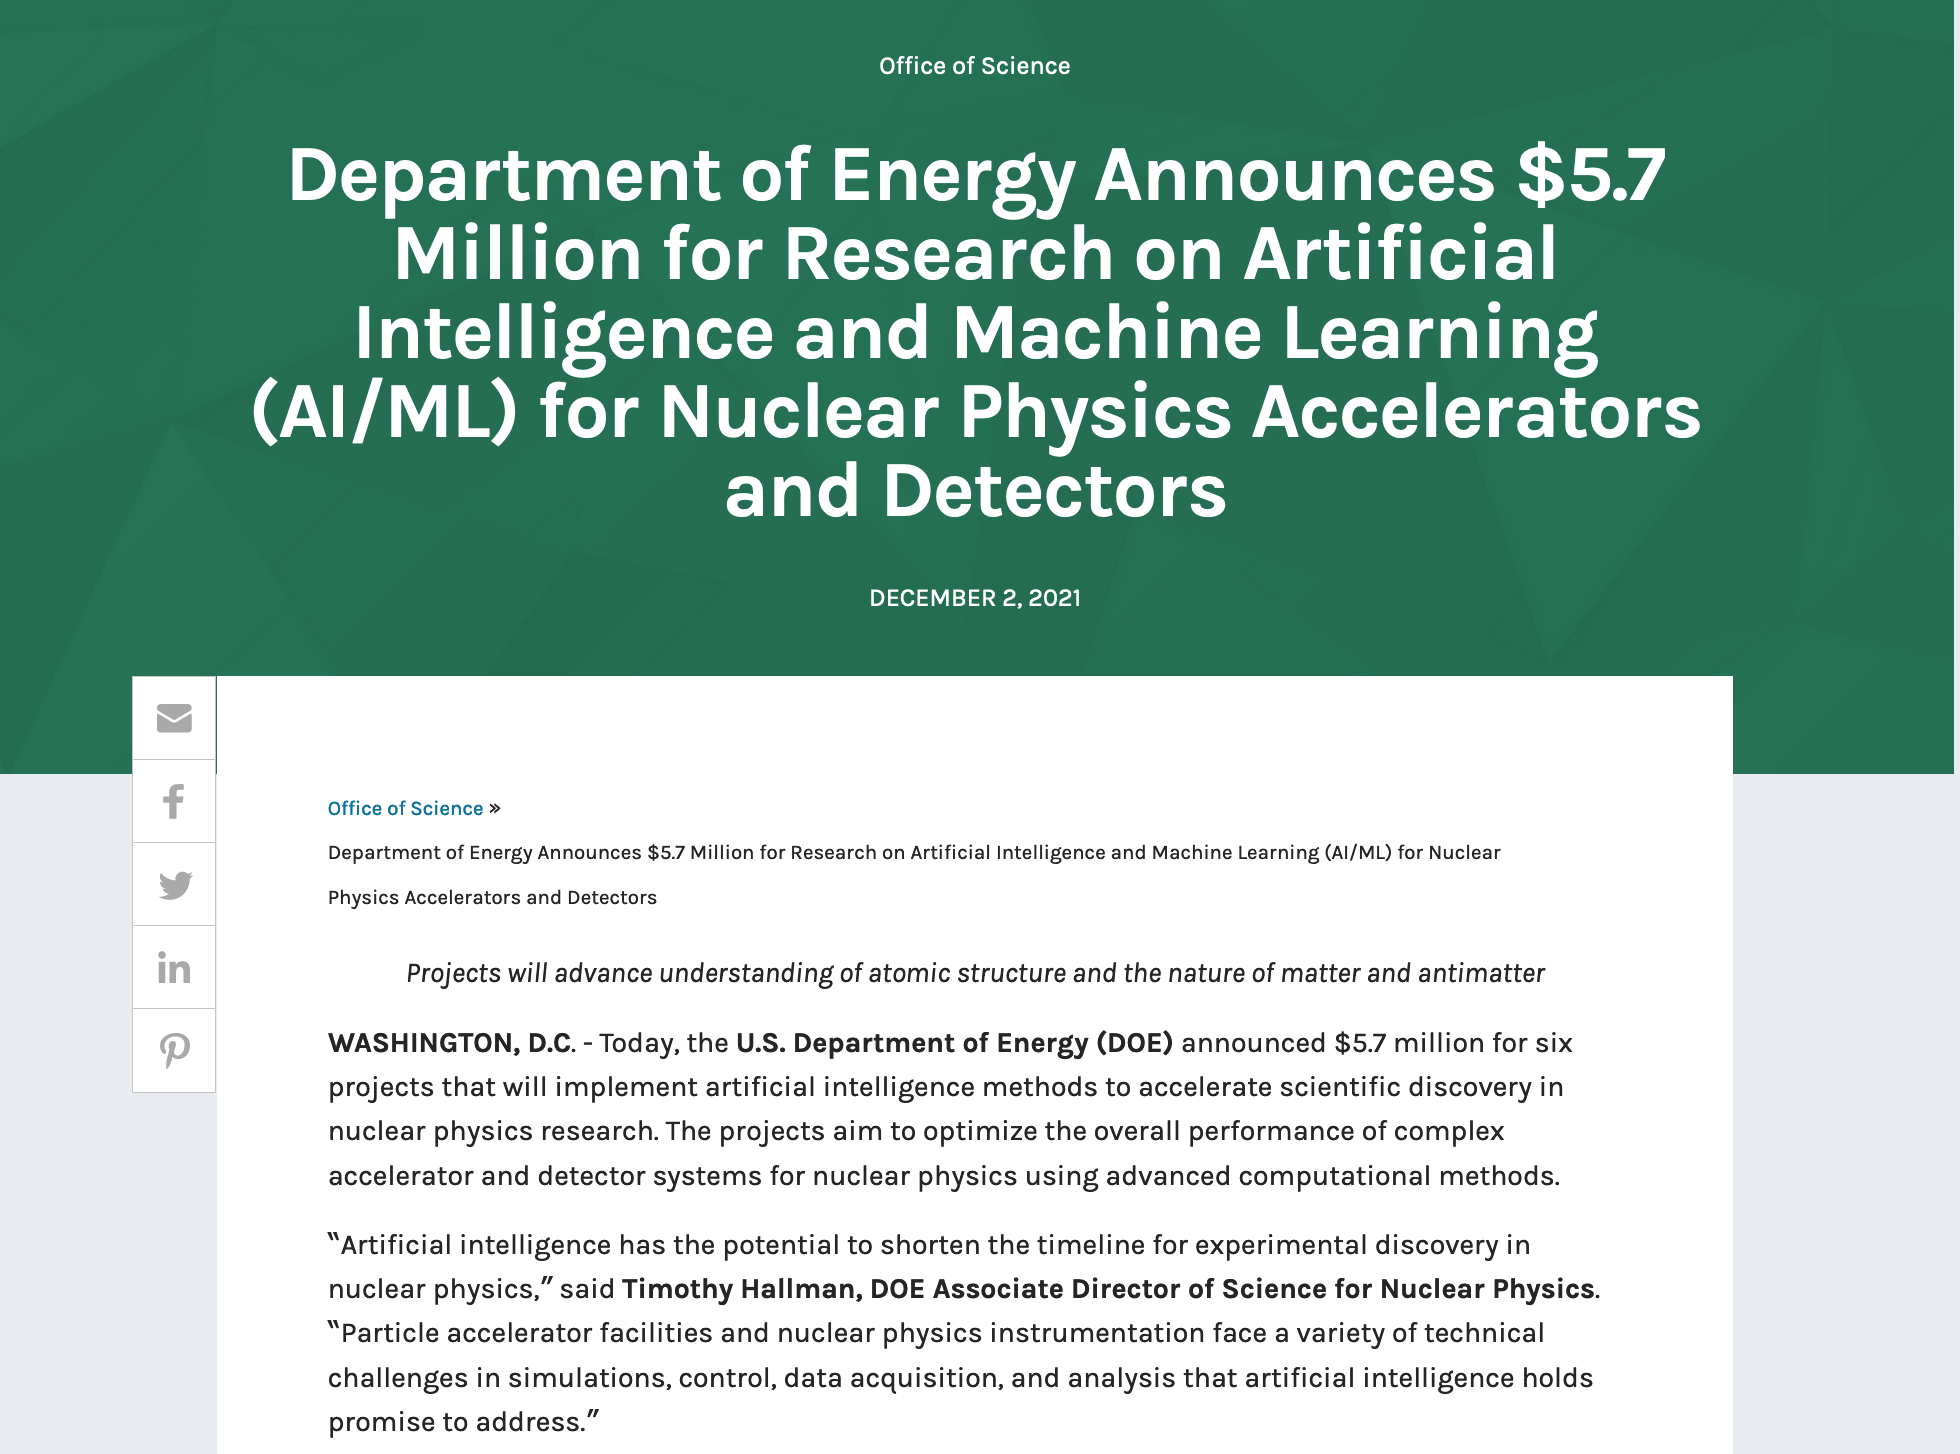 Office of Science
Department of Energy Announces $5.7
Million for Research on Artificial
Intelligence and Machine Learning
(AI/ML) for Nuclear Physics Accelerators
and Detectors
DECEMBER 2, 2021
Office of Science »
Department of Energy Announces $5.7 Million for Research on Artificial Intelligence and Machine Learning (AI/ML) for Nuclear
Physics Accelerators and Detectors
Projects will advance understanding of atomic structure and the nature of matter and antimatter
WASHINGTON, D.C. - Today, the U.S. Department of Energy (DOE) announced $5.7 million for six
projects that will implement artificial intelligence methods to accelerate scientific discovery in
nuclear physics research. The projects aim to optimize the overall performance of complex
accelerator and detector systems for nuclear physics using advanced computational methods.
“Artificial intelligence has the potential to shorten the timeline for experimental discovery in
nuclear physics,” said Timothy Hallman, DOE Associate Director of Science for Nuclear Physics.
“Particle accelerator facilities and nuclear physics instrumentation face a variety of technical
challenges in simulations, control, data acquisition, and analysis that artificial intelligence holds
promise to address.”